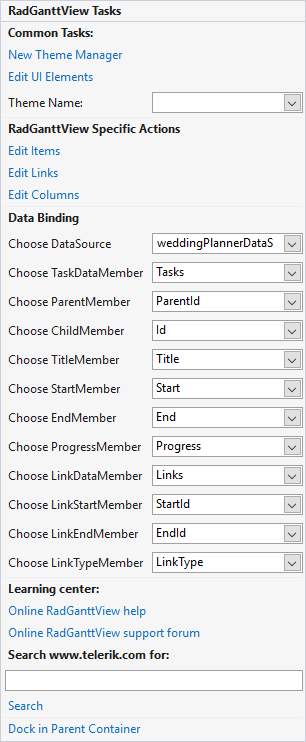 RadGanttView Tasks
Common Tasks:
New Theme Manager
Edit UI Elements
Theme Name:
RadGanttView Specific Actions
Edit Items
Edit Links
Edit Columns
Data Binding
Choose DataSource weddingPlannerDataS
Choose TaskDataMember Tasks
Choose ParentMember ParentId
Choose ChildMember Id
Choose TitleMember Title
Choose StartMember Start
Choose EndMember End
Choose ProgressMember Progress
Choose LinkDataMember Links
Choose LinkStartMember StartId
Choose LinkEndMember EndId
Choose LinkTypeMember LinkType
Learning center:
Online RadGanttView help
Online RadGanttView support forum
Search www.telerik.com for:
Search
Dock in Parent Container